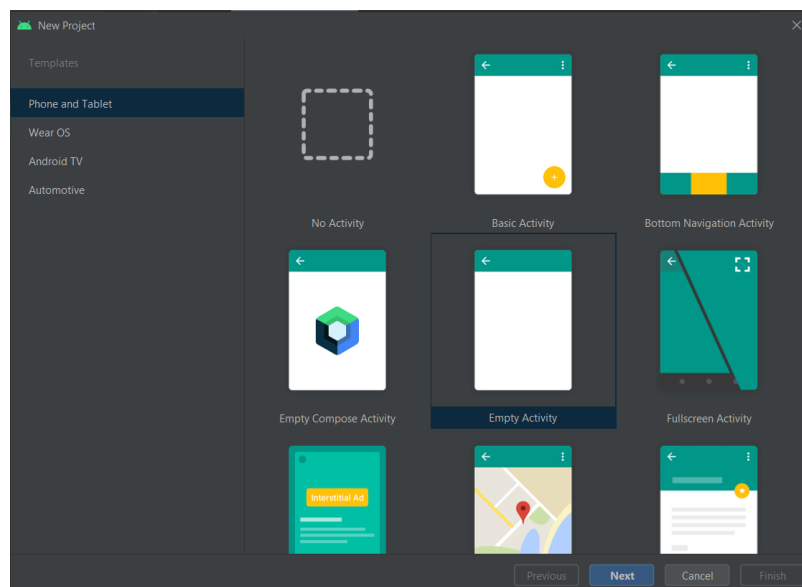 New Project
Templates
Phone and Tablet
Wear OS
Android TV
Automotive
No Activity
Basic Activity
Bottom Navigation Activity
Empty Compose Activity
Empty Activity
Fullscreen Activity
Interstitial Ad
Previous
Next
Cancel
Finish